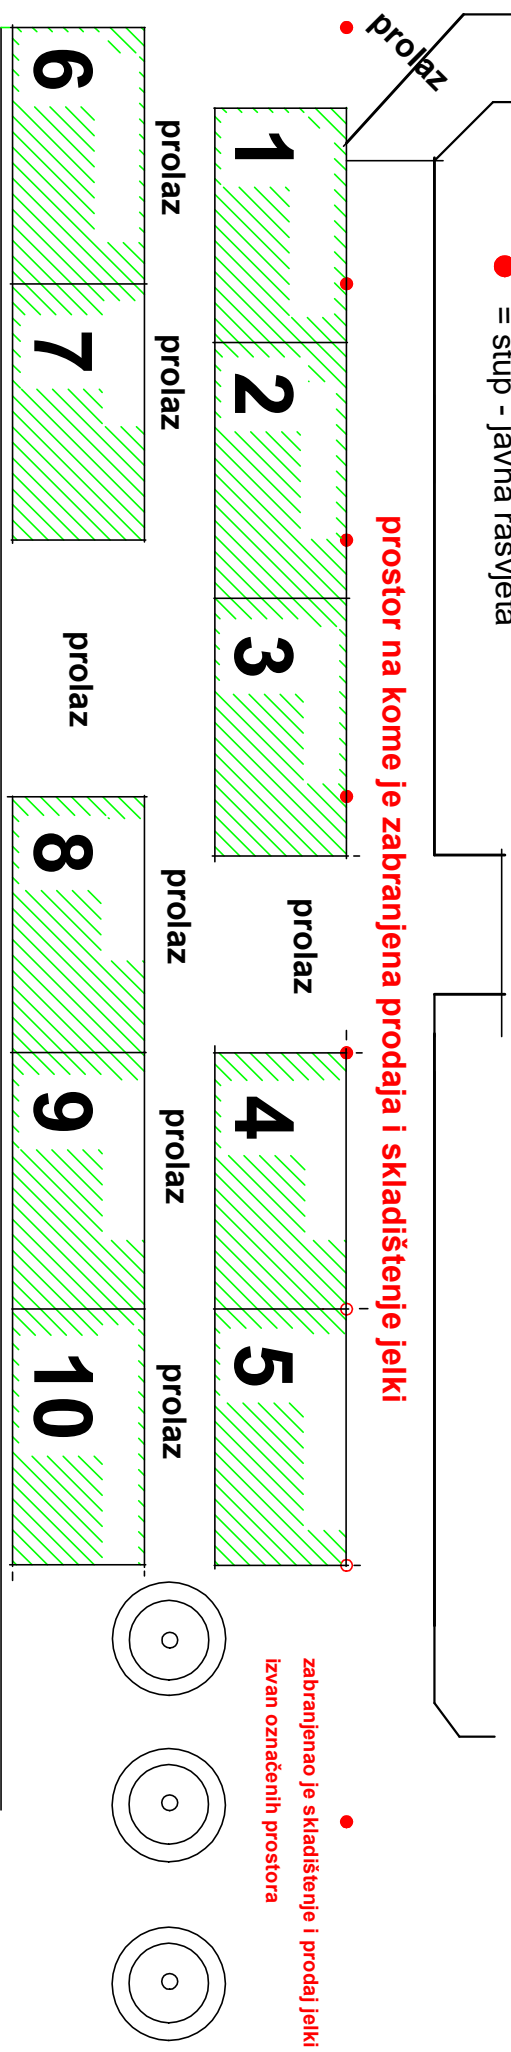 = stup - javna rasvjeta
prolaz
prostor na kome je zabranjena prodaja i skladištenje jelki
zabranjenao je skladištenje i prodaj jelki
izvan označenih prostora
1
2
3
prolaz
4
5
prolaz
prolaz
prolaz
prolaz
prolaz
6
7
prolaz
8
9
10